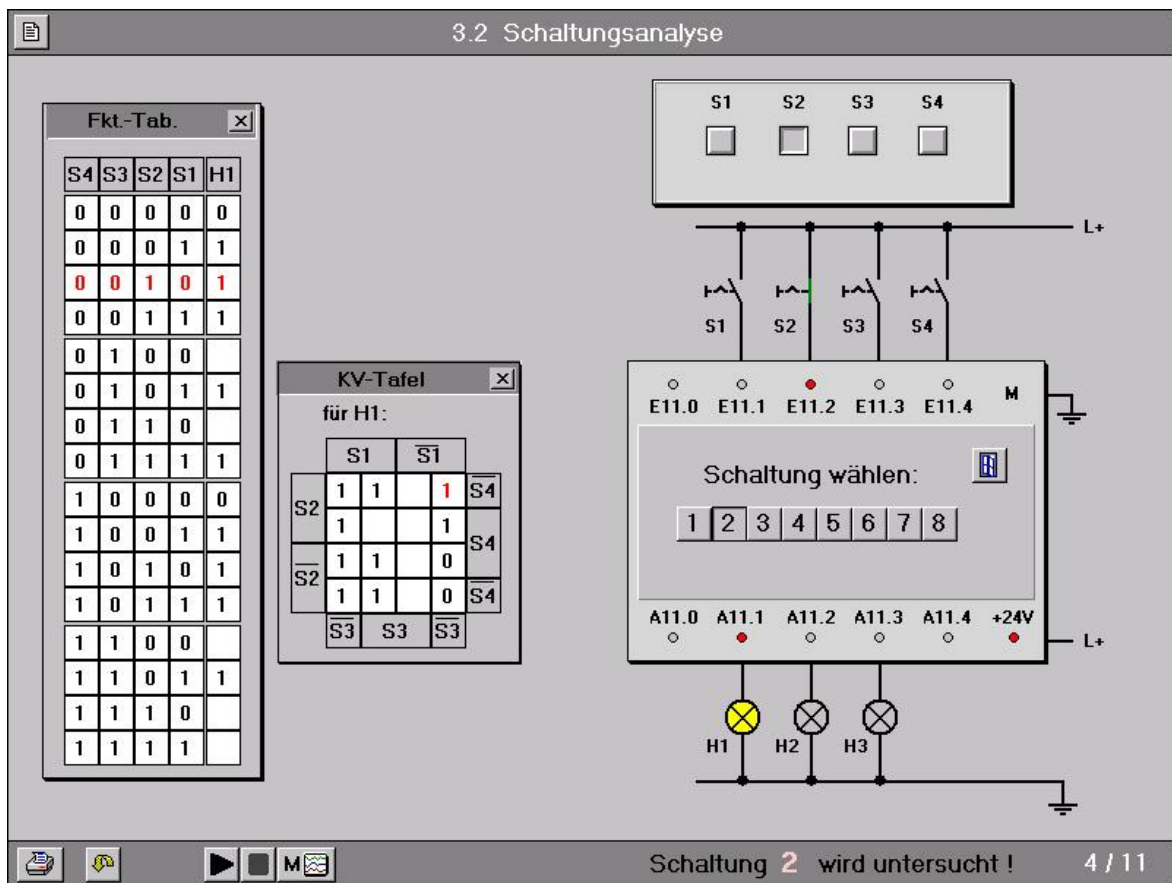 3.2 Schaltungsanalyse
Fkt.-Tab.
S4 S3 S2 S1 H1
0 0 0 0 0
0 0 0 1 1
0 0 1 0 1
0 0 1 1 1
0 1 0 0
0 1 0 1 1
0 1 1 0
0 1 1 1 1
1 0 0 0 0
1 0 0 1 1
1 0 1 0 1
1 0 1 1 1
1 1 0 0
1 1 0 1 1
1 1 1 0
1 1 1 1
KV-Tafel
für H1:
S1 S̅1̅
S2 1 1 1 S̅4̅
1 1 S4
S̅2̅ 1 1 0
1 1 0 S̅4̅
S̅3̅ S3 S̅3̅
S1 S2 S3 S4
L+
S1 S2 S3 S4
E11.0 E11.1 E11.2 E11.3 E11.4 M
Schaltung wählen:
1 2 3 4 5 6 7 8
A11.0 A11.1 A11.2 A11.3 A11.4 +24V
L+
H1 H2 H3
M
Schaltung 2 wird untersucht !
4 / 11